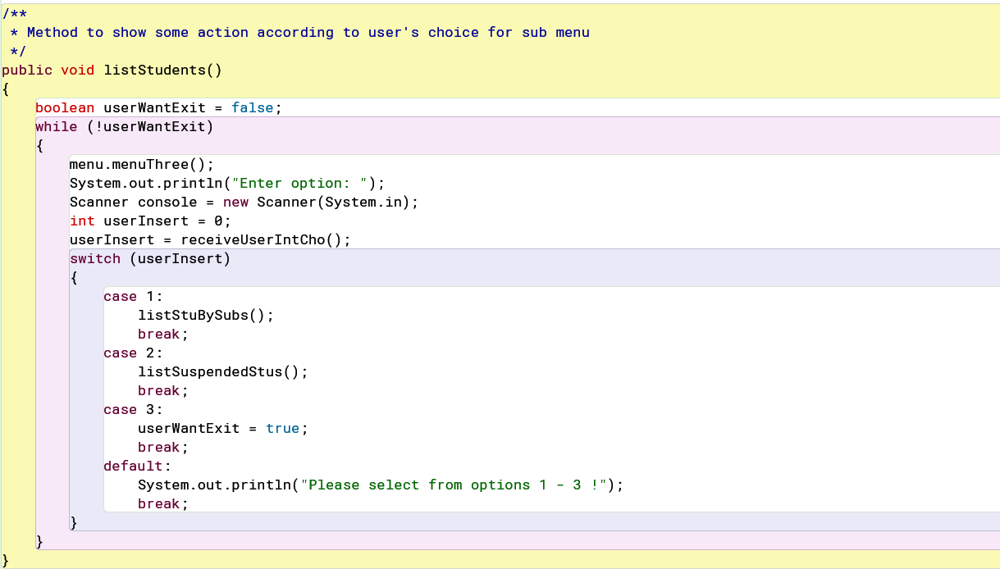 /**
 * Method to show some action according to user's choice for sub menu
 */
public void listStudents()
{
    boolean userWantExit = false;
    while (!userWantExit)
    {
        menu.menuThree();
        System.out.println("Enter option: ");
        Scanner console = new Scanner(System.in);
        int userInsert = 0;
        userInsert = receiveUserIntCho();
        switch (userInsert)
        {
            case 1:
                listStuBySubs();
                break;
            case 2:
                listSuspendedStus();
                break;
            case 3:
                userWantExit = true;
                break;
            default:
                System.out.println("Please select from options 1 - 3 !");
                break;
        }
    }
}